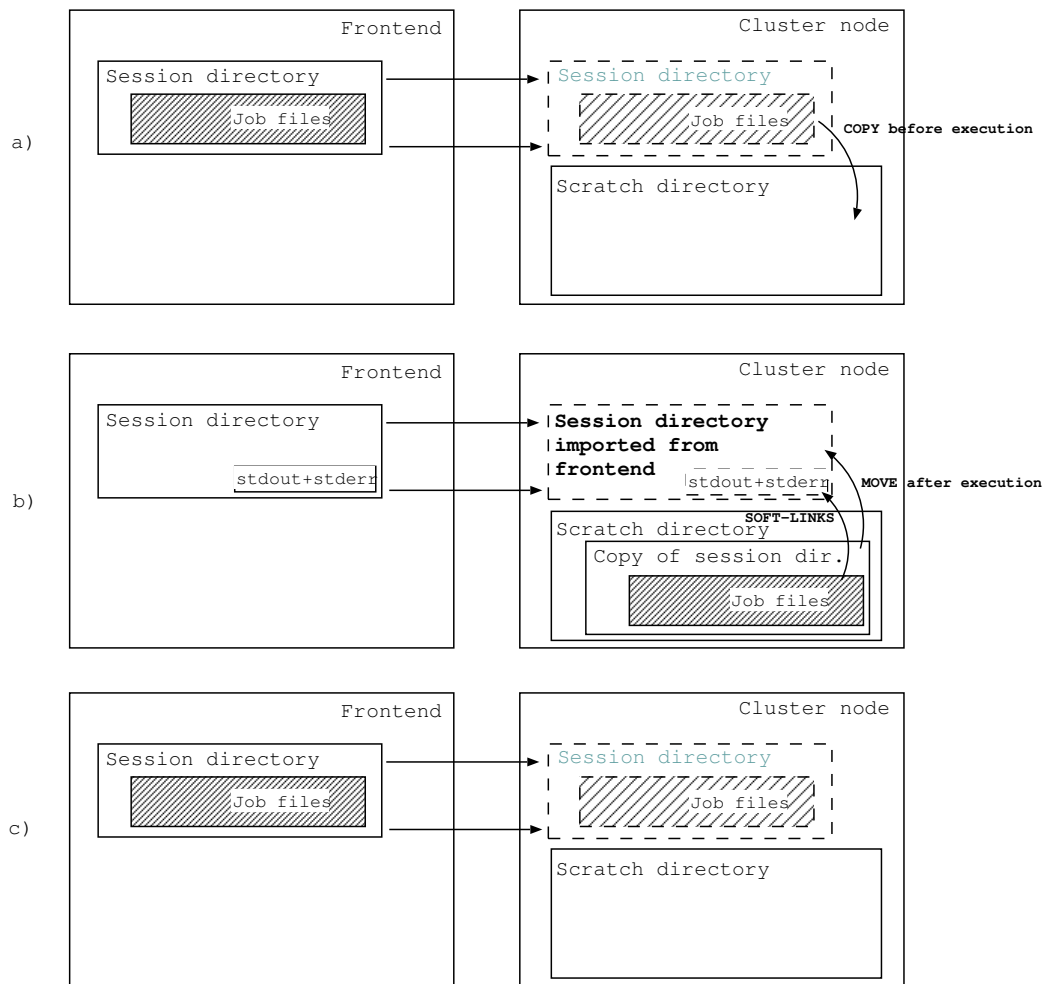 Frontend
Cluster node
Session directory
Session directory
Job files
Job files
COPY before execution
a)
Scratch directory
Frontend
Cluster node
Session directory
Session directory
imported from
frontend
stdout+stderr
stdout+stderr
MOVE after execution
b)
SOFT-LINKS
Scratch directory
Copy of session dir.
Job files
Frontend
Cluster node
Session directory
Session directory
Job files
Job files
c)
Scratch directory